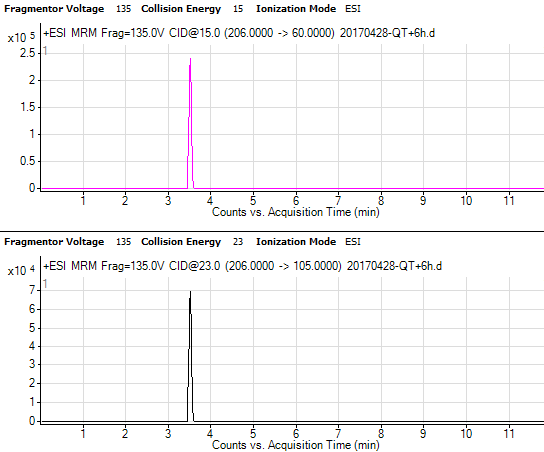 Fragmentor Voltage 135 Collision Energy 15 Ionization Mode ESI
x10 5 +ESI MRM Frag=135.0V CID@15.0 (206.0000 -> 60.0000) 20170428-QT+6h.d
1
2.5
2
1.5
1
0.5
0
1 2 3 4 5 6 7 8 9 10 11
Counts vs. Acquisition Time (min)
Fragmentor Voltage 135 Collision Energy 23 Ionization Mode ESI
x10 4 +ESI MRM Frag=135.0V CID@23.0 (206.0000 -> 105.0000) 20170428-QT+6h.d
1
7
6
5
4
3
2
1
0
1 2 3 4 5 6 7 8 9 10 11
Counts vs. Acquisition Time (min)